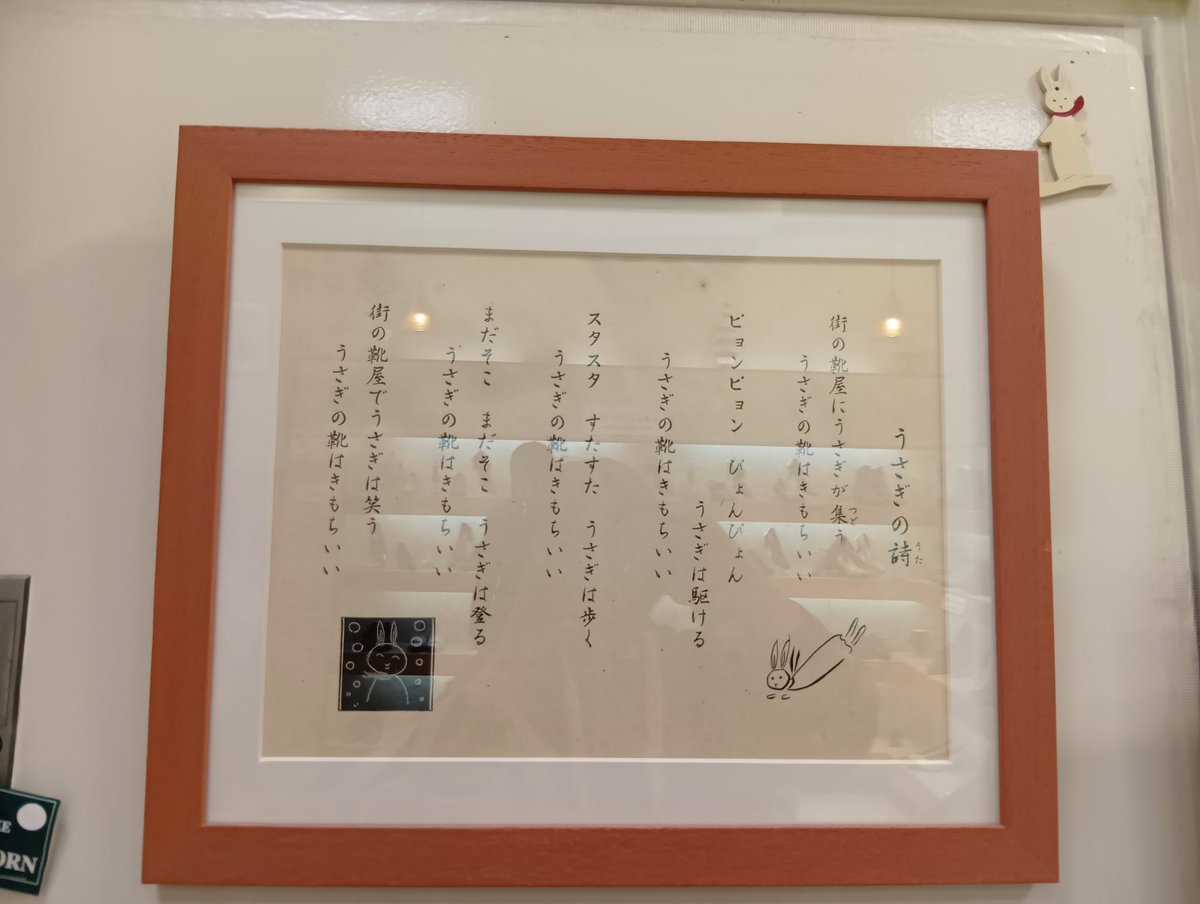 うさぎの詩
うた
街の靴屋にうさぎが集う
つど
うさぎの靴はきもちいい
ピョンピョン　ぴょんぴょん
うさぎは駆ける
うさぎの靴はきもちいい
スタスタ　すたすた　うさぎは歩く
うさぎの靴はきもちいい
まだそこ　まだそこ　うさぎは登る
うさぎの靴はきもちいい
街の靴屋でうさぎは笑う
うさぎの靴はきもちいい
ORN